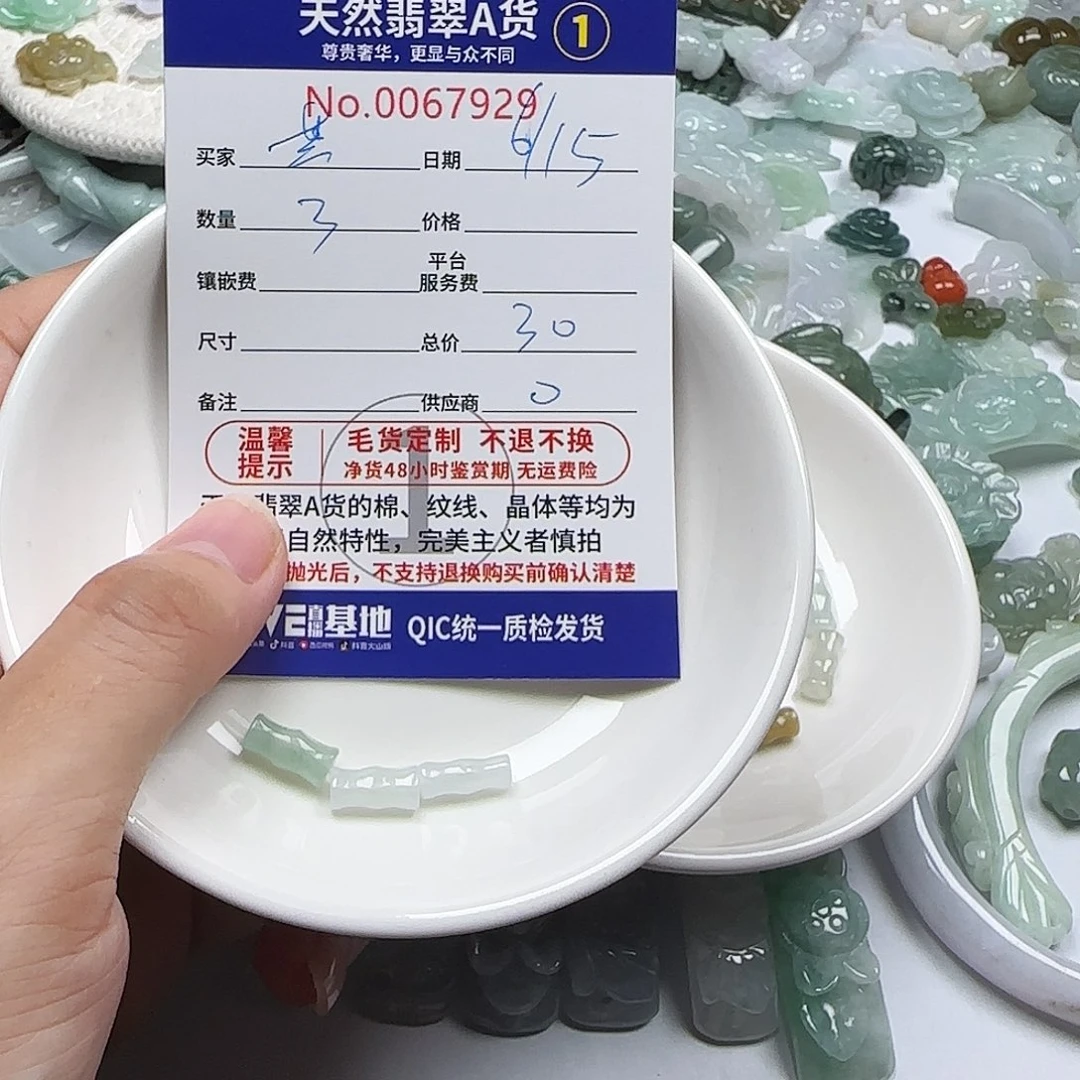 天然翡翠A货 1
尊贵奢华，更显与众不同
No.0067929
买家 日期 6/15
数量 3 价格
平台
镶嵌费 服务费
尺寸 总价 30
备注 供应商 0
温馨 毛货定制 不退不换
提示 净货48小时鉴赏期 无运费险
翡翠A货的棉、纹线、晶体等均为
自然特性，完美主义者慎拍
抛光后，不支持退换购买前确认清楚
VE直播基地 QIC统一质检发货